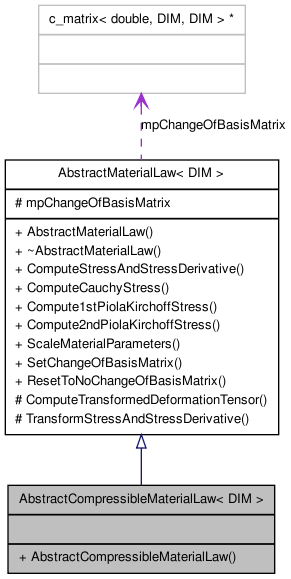 c_matrix< double, DIM, DIM > *
mpChangeOfBasisMatrix
AbstractMaterialLaw< DIM >
# mpChangeOfBasisMatrix
+ AbstractMaterialLaw()
+ ~AbstractMaterialLaw()
+ ComputeStressAndStressDerivative()
+ ComputeCauchyStress()
+ Compute1stPiolaKirchoffStress()
+ Compute2ndPiolaKirchoffStress()
+ ScaleMaterialParameters()
+ SetChangeOfBasisMatrix()
+ ResetToNoChangeOfBasisMatrix()
# ComputeTransformedDeformationTensor()
# TransformStressAndStressDerivative()
AbstractCompressibleMaterialLaw< DIM >
+ AbstractCompressibleMaterialLaw()